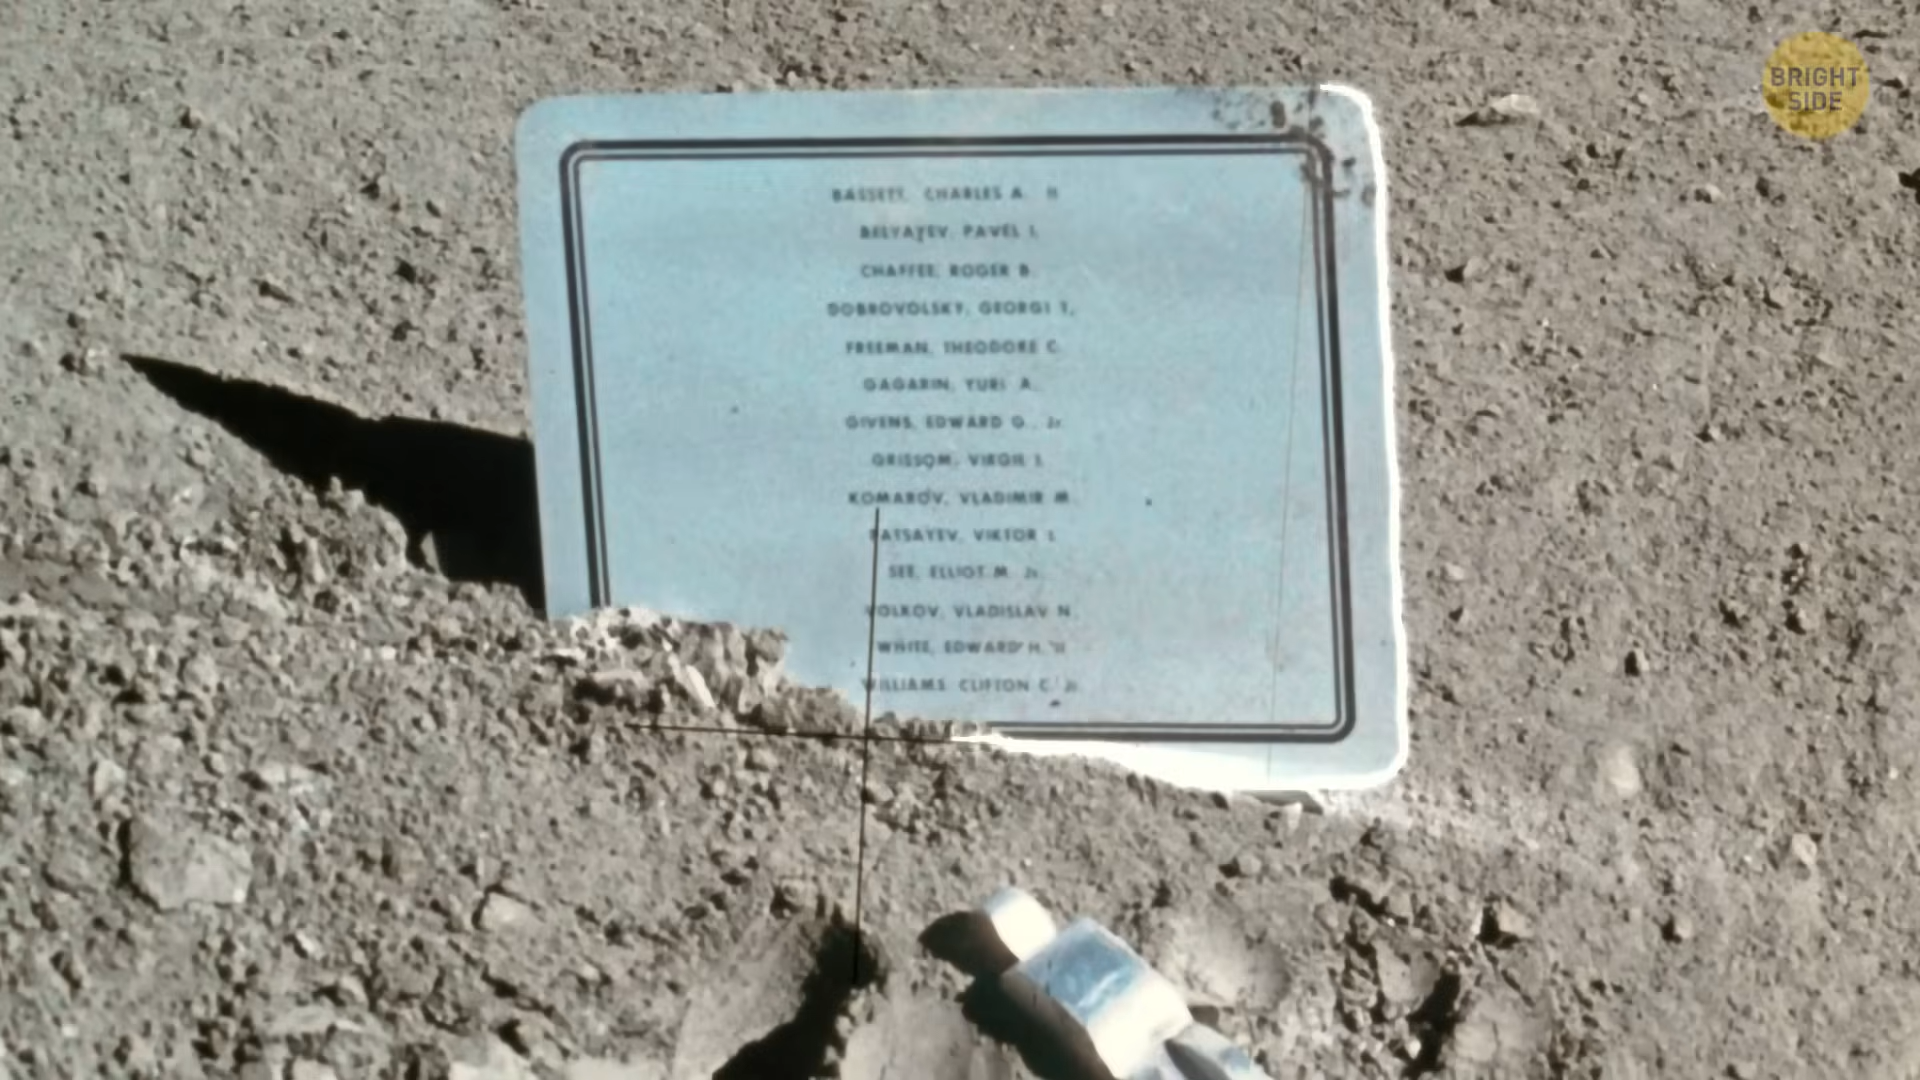 BASSETT, CHARLES A. II
BELYAYEV, PAVEL I.
CHAFFEE, ROGER B.
DOBROVOLSKY, GEORGI T.
FREEMAN, THEODORE C.
GAGARIN, YURI A.
GIVENS, EDWARD G., Jr.
GRISSOM, VIRGIL I.
KOMAROV, VLADIMIR M.
PATSAYEV, VIKTOR I.
SEE, ELLIOT M. Jr.
VOLKOV, VLADISLAV N.
WHITE, EDWARD H. II
WILLIAMS, CLIFTON C. Jr.
BRIGHT
SIDE